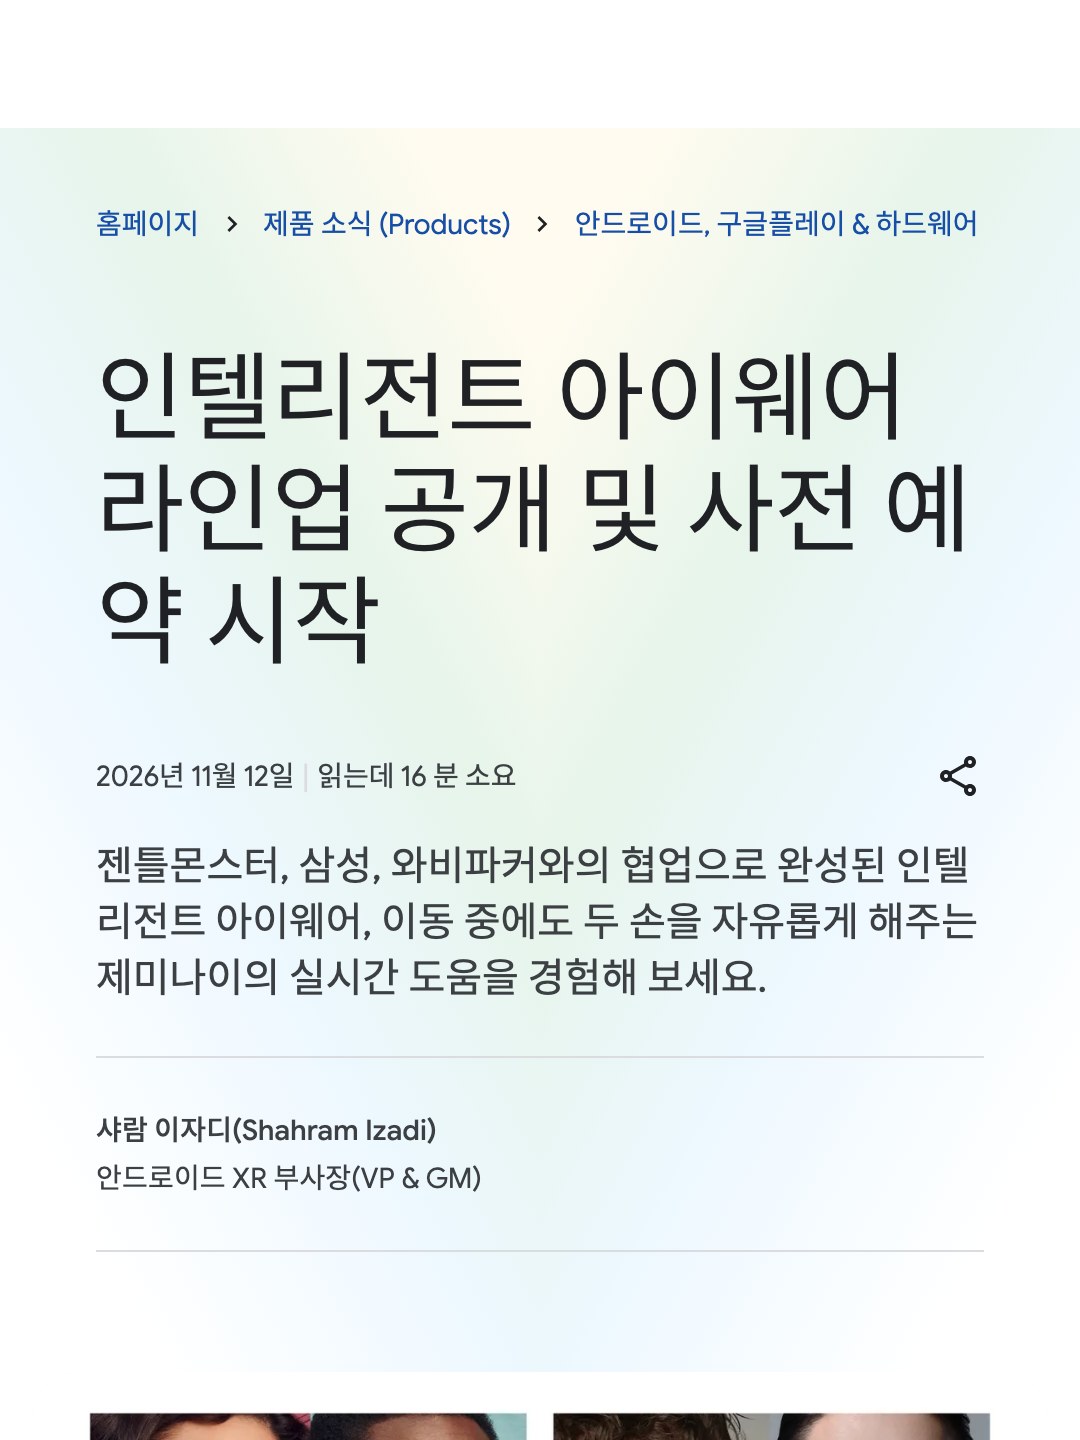 홈페이지 > 제품 소식 (Products) > 안드로이드, 구글플레이 & 하드웨어
인텔리전트 아이웨어
라인업 공개 및 사전 예
약 시작
2026년 11월 12일 | 읽는데 16 분 소요
젠틀몬스터, 삼성, 와비파커와의 협업으로 완성된 인텔
리전트 아이웨어, 이동 중에도 두 손을 자유롭게 해주는
제미나이의 실시간 도움을 경험해 보세요.
샤람 이자디(Shahram Izadi)
안드로이드 XR 부사장(VP & GM)